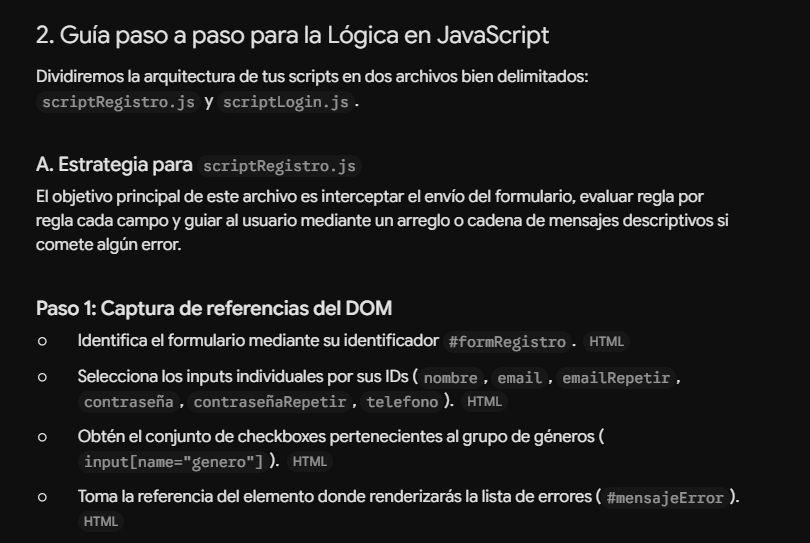 2. Guía paso a paso para la Lógica en JavaScript
Dividiremos la arquitectura de tus scripts en dos archivos bien delimitados:
scriptRegistro.js y scriptLogin.js.
A. Estrategia para scriptRegistro.js
El objetivo principal de este archivo es interceptar el envío del formulario, evaluar regla por
regla cada campo y guiar al usuario mediante un arreglo o cadena de mensajes descriptivos si
comete algún error.
Paso 1: Captura de referencias del DOM
Identifica el formulario mediante su identificador #formRegistro. HTML
Selecciona los inputs individuales por sus IDs (nombre, email, emailRepetir,
contraseña, contraseñaRepetir, telefono). HTML
Obtén el conjunto de checkboxes pertenecientes al grupo de géneros (
input[name="genero"]). HTML
Toma la referencia del elemento donde renderizarás la lista de errores (#mensajeError).
HTML